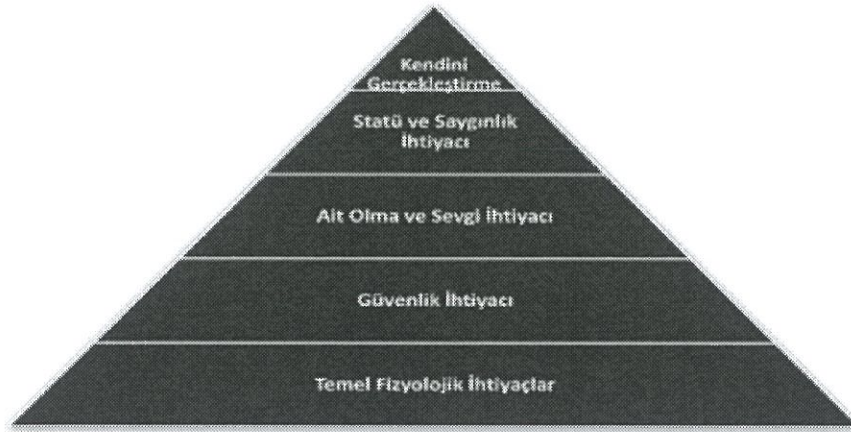 Kendini
Gerçekleştirme
Statü ve Saygınlık
İhtiyacı
Ait Olma ve Sevgi İhtiyacı
Güvenlik İhtiyacı
Temel Fizyolojik İhtiyaçlar